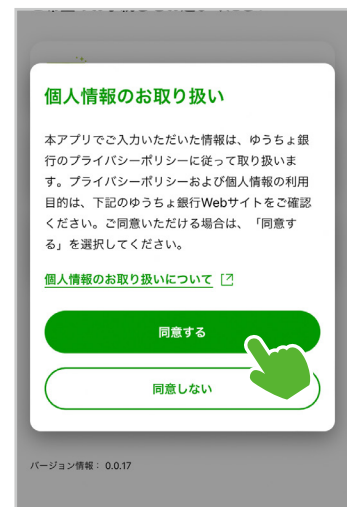 個人情報のお取り扱い
本アプリでご入力いただいた情報は、ゆうちょ銀
行のプライバシーポリシーに従って取り扱いま
す。プライバシーポリシーおよび個人情報の利用
目的は、下記のゆうちょ銀行Webサイトをご確認
ください。ご同意いただける場合は、「同意す
る」を選択してください。
個人情報のお取り扱いについて
同意する
同意しない
バージョン情報： 0.0.17